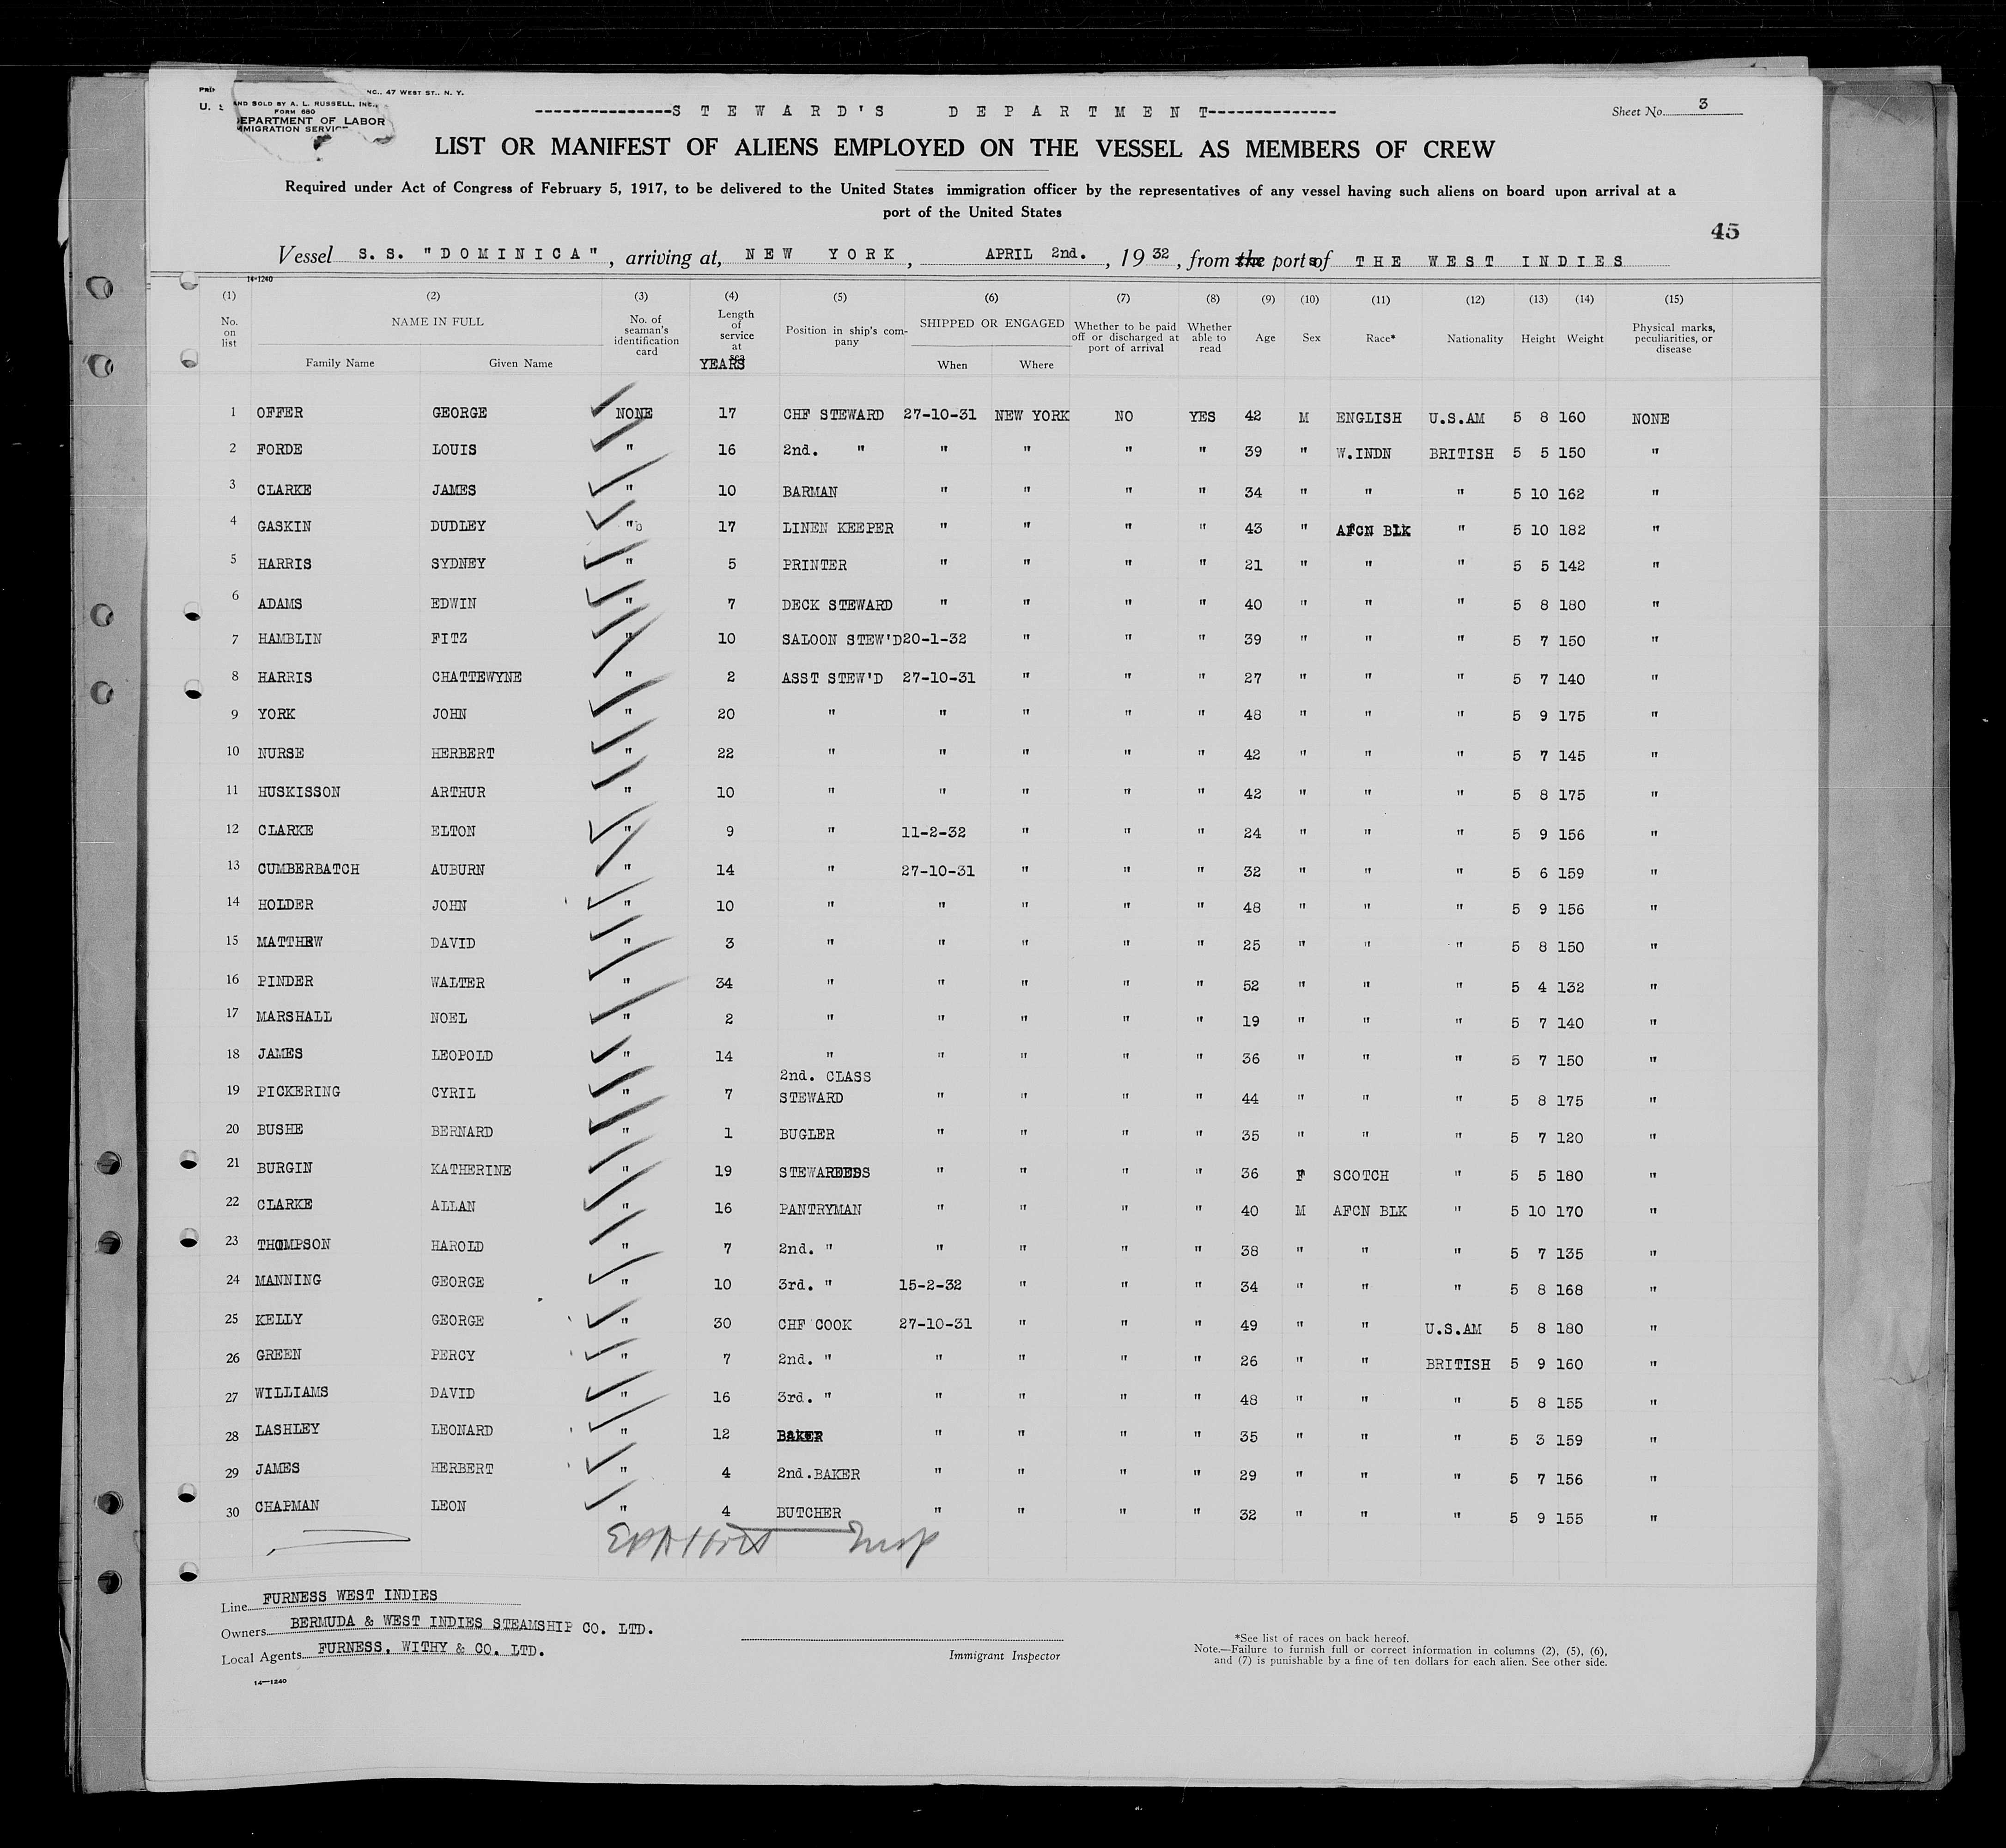 NC., 47 WEST ST., N. Y.
AND SOLD BY A. L. RUSSELL, INC.,
FORM 680
U. S
DEPARTMENT OF LABOR
IMMIGRATION SERVICE
--------------S T E W A R D ' S D E P A R T M E N T-------------
Sheet No. 3
LIST OR MANIFEST OF ALIENS EMPLOYED ON THE VESSEL AS MEMBERS OF CREW
Required under Act of Congress of February 5, 1917, to be delivered to the United States immigration officer by the representatives of any vessel having such aliens on board upon arrival at a
port of the United States
45
Vessel S. S. "D O M I N I C A" , arriving at, N E W Y O R K , APRIL 2nd. , 19 32 , from the ports of T H E W E S T I N D I E S
14-1240
(1) (2) (3) (4) (5) (6) (7) (8) (9) (10) (11) (12) (13) (14) (15)
No. on list NAME IN FULL Family Name Given Name No. of seaman's identification card Length of service at sea YEARS Position in ship's company SHIPPED OR ENGAGED When Where Whether to be paid off or discharged at port of arrival Whether able to read Age Sex Race* Nationality Height Weight Physical marks, peculiarities, or disease
1 OFFER GEORGE NONE 17 CHF STEWARD 27-10-31 NEW YORK NO YES 42 M ENGLISH U.S.AM 5 8 160 NONE
2 FORDE LOUIS " 16 2nd. " " " " " 39 " W.INDN BRITISH 5 5 150 "
3 CLARKE JAMES " 10 BARMAN " " " " 34 " " " 5 10 162 "
4 GASKIN DUDLEY " 17 LINEN KEEPER " " " " 43 " AFCN BLK " 5 10 182 "
5 HARRIS SYDNEY " 5 PRINTER " " " " 21 " " " 5 5 142 "
6 ADAMS EDWIN " 7 DECK STEWARD " " " " 40 " " " 5 8 180 "
7 HAMBLIN FITZ " 10 SALOON STEW'D 20-1-32 " " " 39 " " " 5 7 150 "
8 HARRIS CHATTEWYNE " 2 ASST STEW'D 27-10-31 " " " 27 " " " 5 7 140 "
9 YORK JOHN " 20 " " " " " 48 " " " 5 9 175 "
10 NURSE HERBERT " 22 " " " " " 42 " " " 5 7 145 "
11 HUSKISSON ARTHUR " 10 " " " " " 42 " " " 5 8 175 "
12 CLARKE ELTON " 9 " 11-2-32 " " " 24 " " " 5 9 156 "
13 CUMBERBATCH AUBURN " 14 " 27-10-31 " " " 32 " " " 5 6 159 "
14 HOLDER JOHN " 10 " " " " " 48 " " " 5 9 156 "
15 MATTHEW DAVID " 3 " " " " " 25 " " " 5 8 150 "
16 PINDER WALTER " 34 " " " " " 52 " " " 5 4 132 "
17 MARSHALL NOEL " 2 " " " " " 19 " " " 5 7 140 "
18 JAMES LEOPOLD " 14 " " " " " 36 " " " 5 7 150 "
19 PICKERING CYRIL " 7 2nd. CLASS STEWARD " " " " 44 " " " 5 8 175 "
20 BUSHE BERNARD " 1 BUGLER " " " " 35 " " " 5 7 120 "
21 BURGIN KATHERINE " 19 STEWARDESS " " " " 36 F SCOTCH " 5 5 180 "
22 CLARKE ALLAN " 16 PANTRYMAN " " " " 40 M AFCN BLK " 5 10 170 "
23 THOMPSON HAROLD " 7 2nd. " " " " " 38 " " " 5 7 135 "
24 MANNING GEORGE " 10 3rd. " 15-2-32 " " " 34 " " " 5 8 168 "
25 KELLY GEORGE " 30 CHF COOK 27-10-31 " " " 49 " " U.S.AM 5 8 180 "
26 GREEN PERCY " 7 2nd. " " " " " 26 " " BRITISH 5 9 160 "
27 WILLIAMS DAVID " 16 3rd. " " " " " 48 " " " 5 8 155 "
28 LASHLEY LEONARD " 12 BAKER " " " " 35 " " " 5 3 159 "
29 JAMES HERBERT " 4 2nd.BAKER " " " " 29 " " " 5 7 156 "
30 CHAPMAN LEON " 4 BUTCHER " " " " 32 " " " 5 9 155 "
Insp
Line FURNESS WEST INDIES
Owners BERMUDA & WEST INDIES STEAMSHIP CO. LTD.
Local Agents FURNESS, WITHY & CO. LTD.
14—1240
Immigrant Inspector
*See list of races on back hereof.
Note.—Failure to furnish full or correct information in columns (2), (5), (6),
and (7) is punishable by a fine of ten dollars for each alien. See other side.